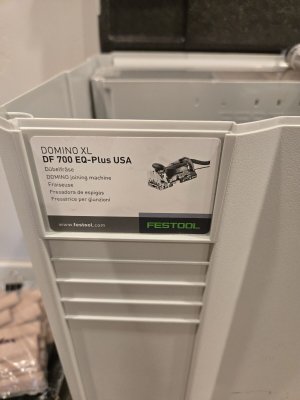 DOMINO XL
DF 700 EQ-Plus USA
Dübelfräse
DOMINO joining machine
Fraiseuse
Fresadora de espigas
Fresatrice per giunzioni
www.festool.com
FESTOOL